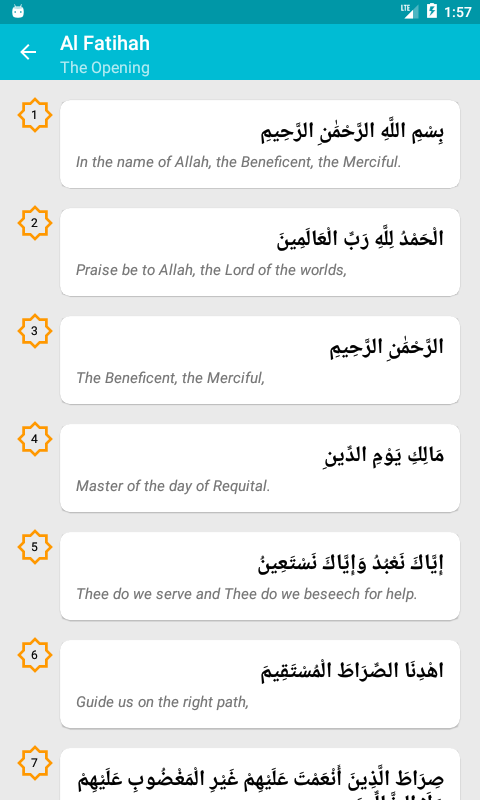 LTE 1:57
Al Fatihah
The Opening
1
بِسْمِ اللَّهِ الرَّحْمَٰنِ الرَّحِيمِ
In the name of Allah, the Beneficent, the Merciful.
2
الْحَمْدُ لِلَّهِ رَبِّ الْعَالَمِينَ
Praise be to Allah, the Lord of the worlds,
3
الرَّحْمَٰنِ الرَّحِيمِ
The Beneficent, the Merciful,
4
مَالِكِ يَوْمِ الدِّينِ
Master of the day of Requital.
5
إِيَّاكَ نَعْبُدُ وَإِيَّاكَ نَسْتَعِينُ
Thee do we serve and Thee do we beseech for help.
6
اهْدِنَا الصِّرَاطَ الْمُسْتَقِيمَ
Guide us on the right path,
7
صِرَاطَ الَّذِينَ أَنْعَمْتَ عَلَيْهِمْ غَيْرِ الْمَغْضُوبِ عَلَيْهِمْ